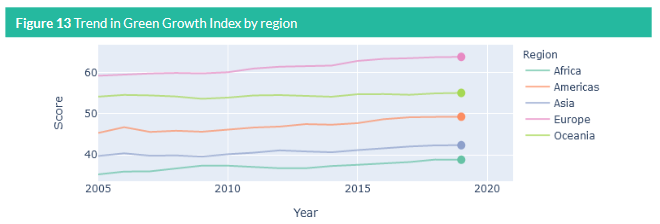 Figure 13 Trend in Green Growth Index by region
Region
Africa
Americas
Asia
Europe
Oceania
Score
60
50
40
2005
2010
2015
2020
Year